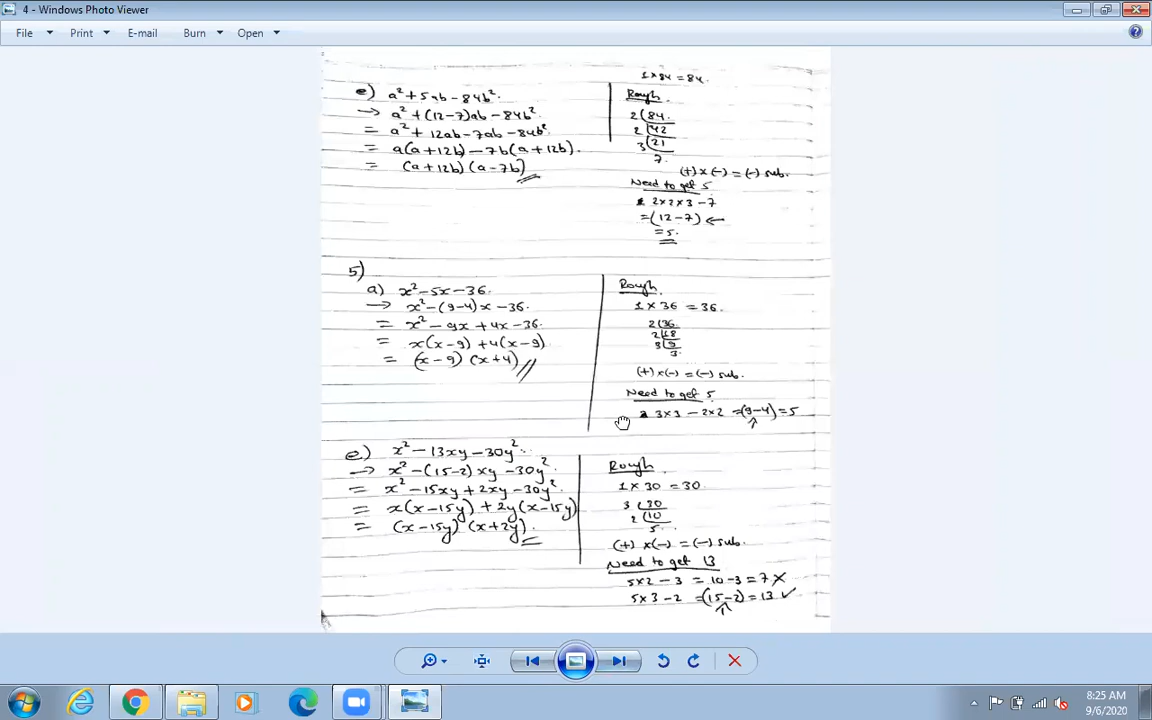 4 - Windows Photo Viewer
File Print E-mail Burn Open
e) a² + 5ab - 84b².
→ a² + (12-7)ab - 84b².
= a² + 12ab - 7ab - 84b².
= a(a + 12b) - 7b(a + 12b).
= (a + 12b) (a - 7b)
1 × 84 = 84.
Rough
2 84.
2 42
3 21
7.
(+) × (-) = (-) sub.
Need to get 5
2×2×3 - 7
= (12-7) ←
= 5.
5)
a) x² - 5x - 36.
→ x² - (9-4)x - 36.
= x² - 9x + 4x - 36.
= x(x-9) + 4(x-9)
= (x-9) (x+4)
Rough
1 × 36 = 36.
2 36
2 18
3 9
3.
(+) × (-) = (-) sub.
Need to get 5
3×3 - 2×2 = (9-4) = 5
e) x² - 13xy - 30y².
→ x² - (15-2) xy - 30y².
= x² - 15xy + 2xy - 30y².
= x(x-15y) + 2y(x-15y)
= (x-15y) (x+2y).
Rough
1 × 30 = 30
3 30
2 10
5.
(+) × (-) = (-) sub.
Need to get 13
5×2 - 3 = 10-3 = 7 ×
5×3 - 2 = (15-2) = 13 ✓
8:25 AM
9/6/2020